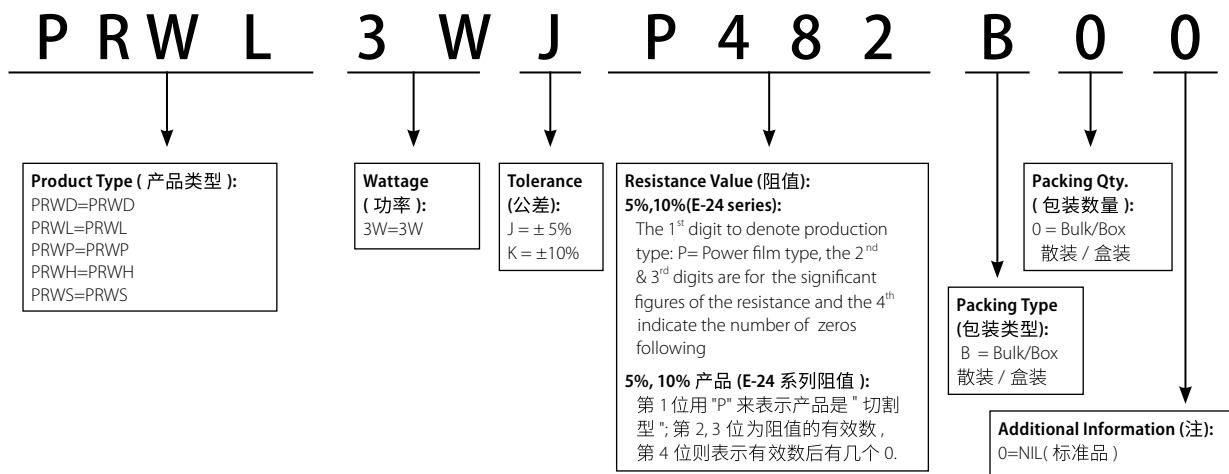 PRWL 3W J P482 B 0 0
Product Type ( 产品类型 ):
PRWD=PRWD
PRWL=PRWL
PRWP=PRWP
PRWH=PRWH
PRWS=PRWS
Wattage
( 功率 ):
3W=3W
Tolerance
(公差):
J = ± 5%
K = ±10%
Resistance Value (阻值):
5%,10%(E-24 series):
The 1st digit to denote production
type: P= Power film type, the 2nd
& 3rd digits are for the significant
figures of the resistance and the 4th
indicate the number of zeros
following
5%, 10% 产品 (E-24 系列阻值 ):
第 1 位用 "P" 来表示产品是 " 切割
型 "; 第 2, 3 位为阻值的有效数 ,
第 4 位则表示有效数后有几个 0.
Packing Type
(包装类型):
B = Bulk/Box
散装 / 盒装
Packing Qty.
( 包装数量 ):
0 = Bulk/Box
散装 / 盒装
Additional Information (注):
0=NIL( 标准品 )